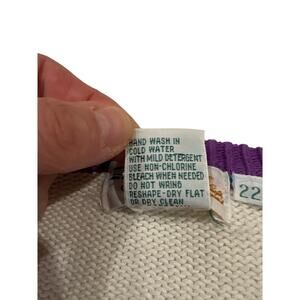 HAND WASH IN
COLD WATER
WITH MILD DETERGENT
USE NON-CHLORINE
BLEACH WHEN NEEDED
DO NOT WRING
RESHAPE-DRY FLAT
OR DRY CLEAN
22